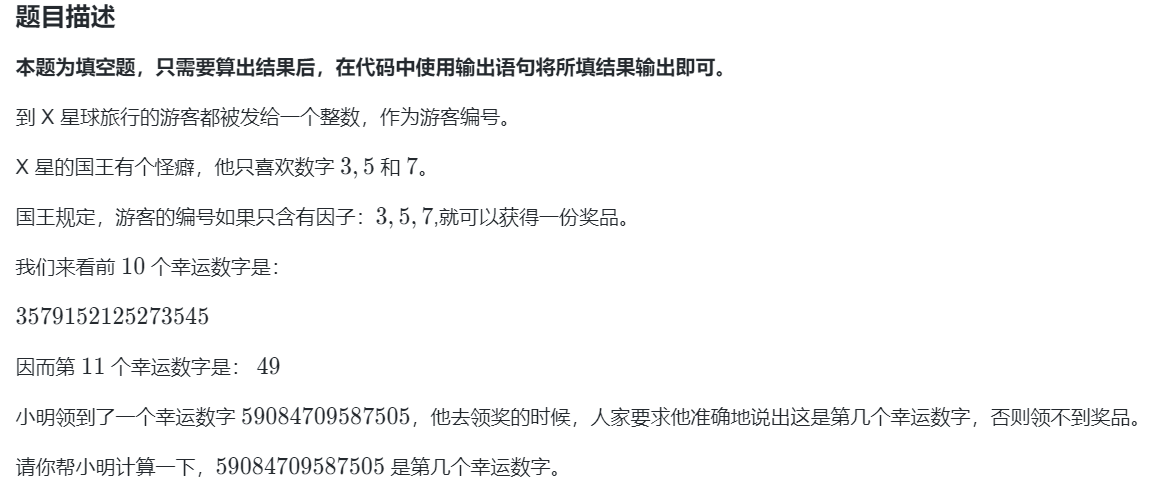 题目描述
本题为填空题，只需要算出结果后，在代码中使用输出语句将所填结果输出即可。
到 X 星球旅行的游客都被发给一个整数，作为游客编号。
X 星的国王有个怪癖，他只喜欢数字 3, 5 和 7。
国王规定，游客的编号如果只含有因子：3, 5, 7,就可以获得一份奖品。
我们来看前 10 个幸运数字是：
3579152125273545
因而第 11 个幸运数字是： 49
小明领到了一个幸运数字 59084709587505，他去领奖的时候，人家要求他准确地说出这是第几个幸运数字，否则领不到奖品。
请你帮小明计算一下，59084709587505 是第几个幸运数字。